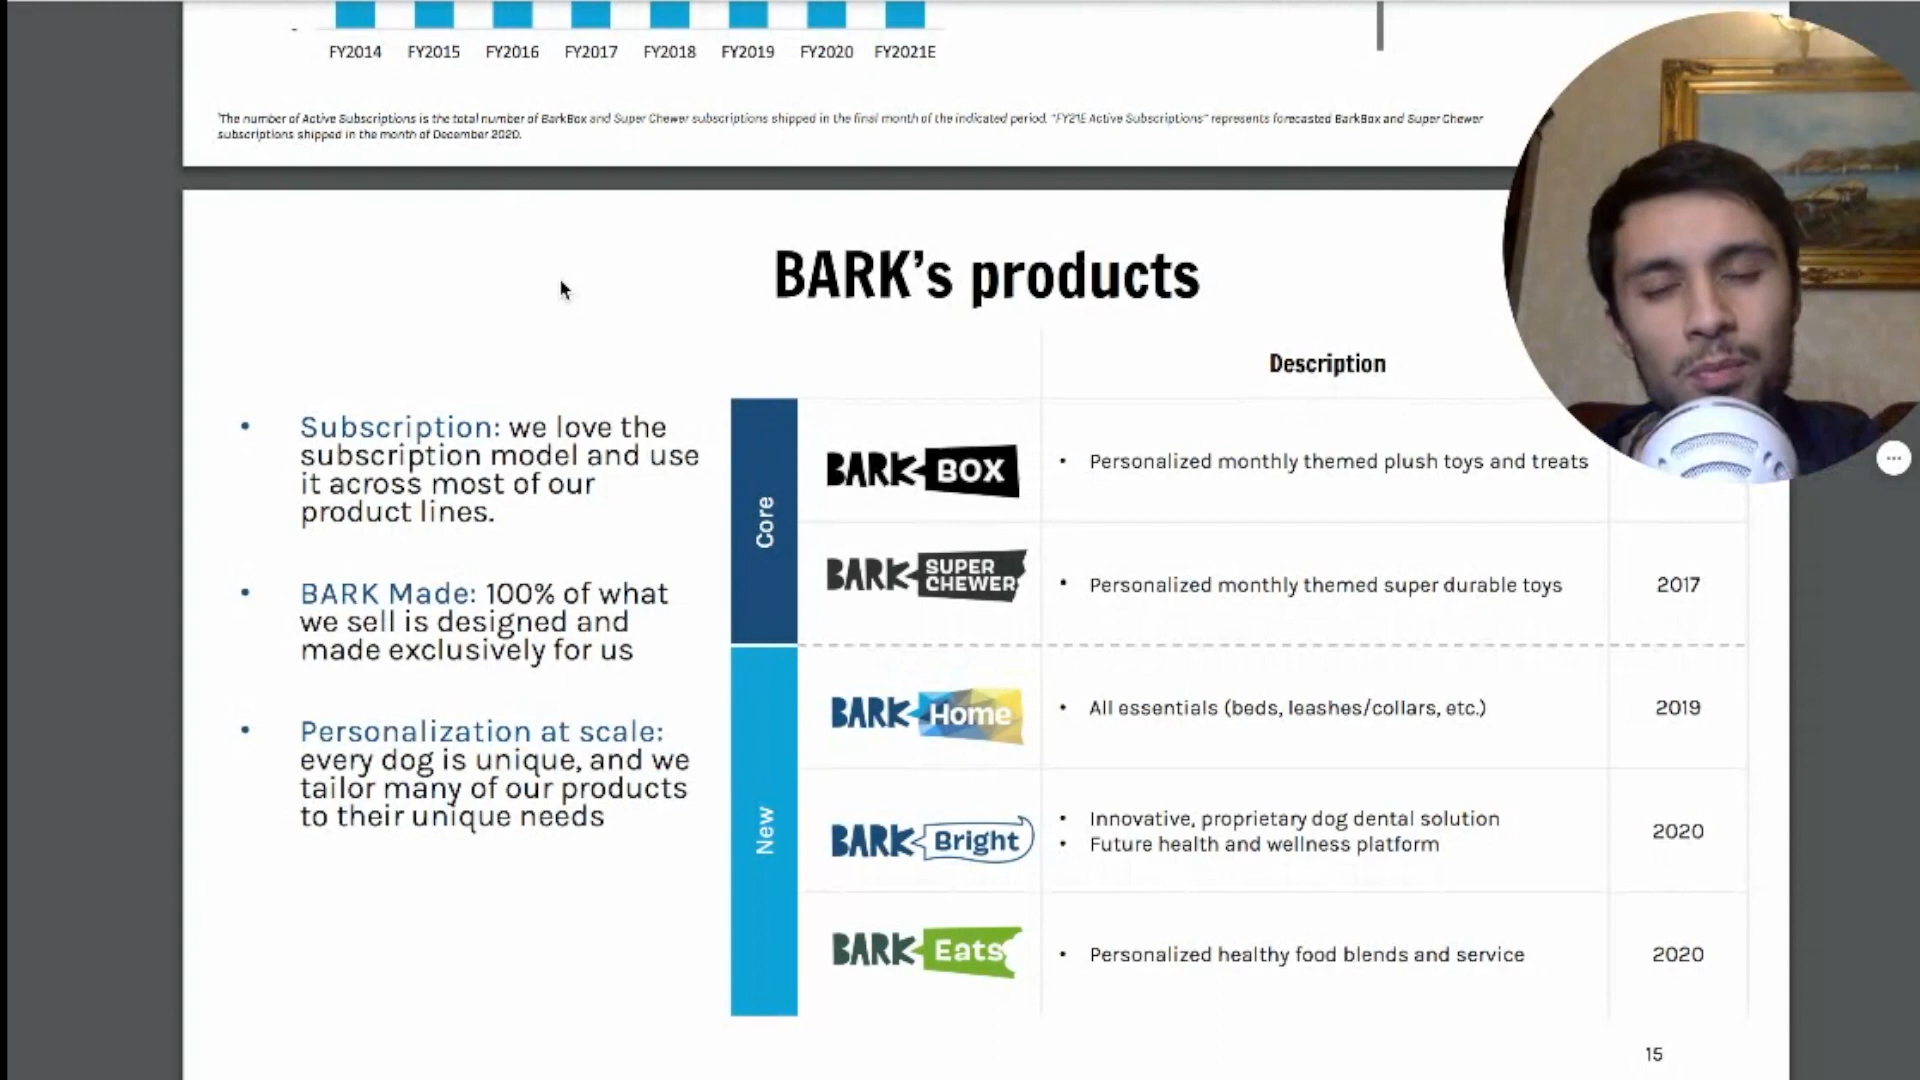 -
FY2014 FY2015 FY2016 FY2017 FY2018 FY2019 FY2020 FY2021E
¹The number of Active Subscriptions is the total number of BarkBox and Super Chewer subscriptions shipped in the final month of the indicated period. "FY21E Active Subscriptions" represents forecasted BarkBox and Super Chewer
subscriptions shipped in the month of December 2020.
BARK's products
• Subscription: we love the
subscription model and use
it across most of our
product lines.
• BARK Made: 100% of what
we sell is designed and
made exclusively for us
• Personalization at scale:
every dog is unique, and we
tailor many of our products
to their unique needs
Description
Core
BARK BOX
• Personalized monthly themed plush toys and treats
BARK SUPER
CHEWER
• Personalized monthly themed super durable toys
2017
New
BARK Home
• All essentials (beds, leashes/collars, etc.)
2019
BARK Bright
• Innovative, proprietary dog dental solution
• Future health and wellness platform
2020
BARK Eats
• Personalized healthy food blends and service
2020
15